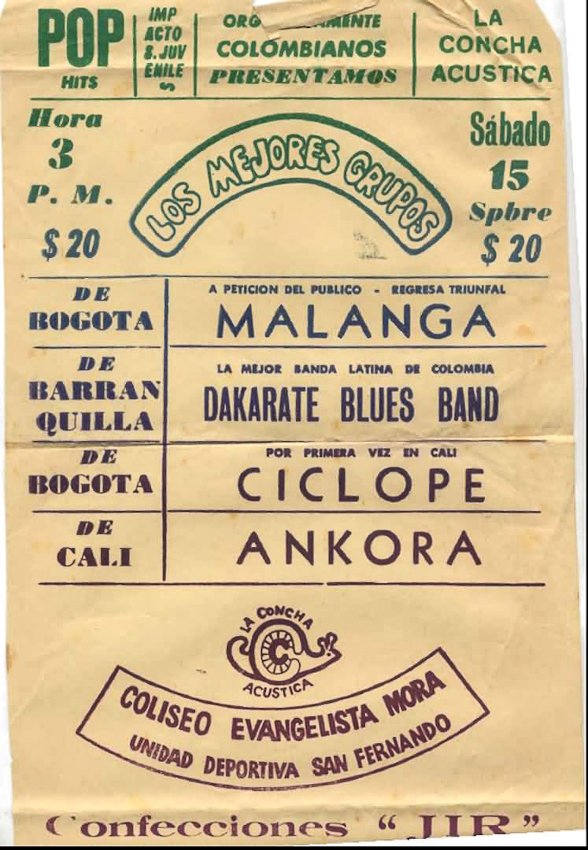 POP
HITS
IMP
ACTO
8. JUV
ENILE
S
COLOMBIANOS
PRESENTAMOS
LA
CONCHA
ACUSTICA
Hora
3
P. M.
$ 20
LOS MEJORES GRUPOS
Sábado
15
Spbre
$ 20
DE
BOGOTA
A PETICION DEL PUBLICO - REGRESA TRIUNFAL
MALANGA
DE
BARRAN
QUILLA
LA MEJOR BANDA LATINA DE COLOMBIA
DAKARATE BLUES BAND
DE
BOGOTA
POR PRIMERA VEZ EN CALI
CICLOPE
DE
CALI
ANKORA
LA CONCHA
C
ACUSTICA
COLISEO EVANGELISTA MORA
UNIDAD DEPORTIVA SAN FERNANDO
Confecciones "JIR"